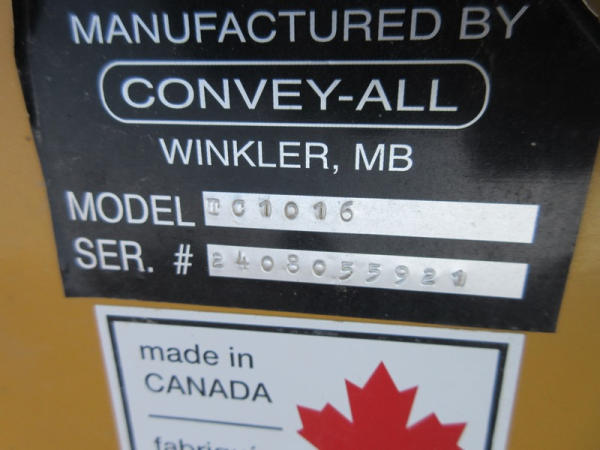 MANUFACTURED BY
CONVEY-ALL
WINKLER, MB
MODEL TC1016
SER. #2408055921
made in
CANADA